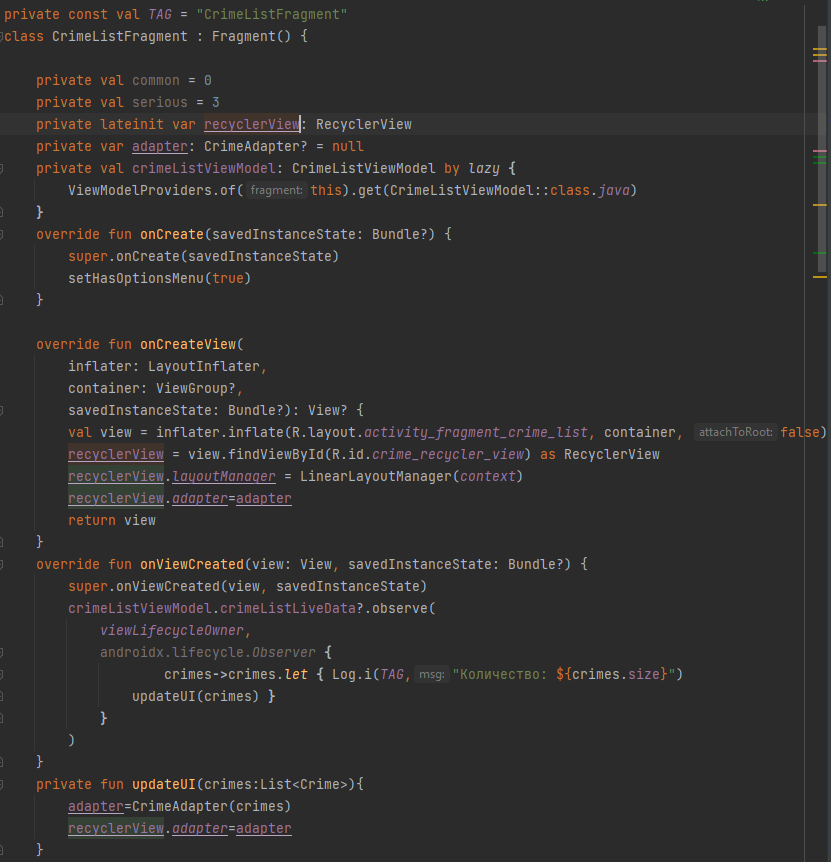 private const val TAG = "CrimeListFragment"
class CrimeListFragment : Fragment() {
private val common = 0
private val serious = 3
private lateinit var recyclerView: RecyclerView
private var adapter: CrimeAdapter? = null
private val crimeListViewModel: CrimeListViewModel by lazy {
ViewModelProviders.of( fragment: this).get(CrimeListViewModel::class.java)
}
override fun onCreate(savedInstanceState: Bundle?) {
super.onCreate(savedInstanceState)
setHasOptionsMenu(true)
}
override fun onCreateView(
inflater: LayoutInflater,
container: ViewGroup?,
savedInstanceState: Bundle?): View? {
val view = inflater.inflate(R.layout.activity_fragment_crime_list, container, attachToRoot: false)
recyclerView = view.findViewById(R.id.crime_recycler_view) as RecyclerView
recyclerView.layoutManager = LinearLayoutManager(context)
recyclerView.adapter=adapter
return view
}
override fun onViewCreated(view: View, savedInstanceState: Bundle?) {
super.onViewCreated(view, savedInstanceState)
crimeListViewModel.crimeListLiveData?.observe(
viewLifecycleOwner,
androidx.lifecycle.Observer {
crimes->crimes.let { Log.i(TAG, msg: "Количество: ${crimes.size}")
updateUI(crimes) }
}
)
}
private fun updateUI(crimes:List<Crime>){
adapter=CrimeAdapter(crimes)
recyclerView.adapter=adapter
}